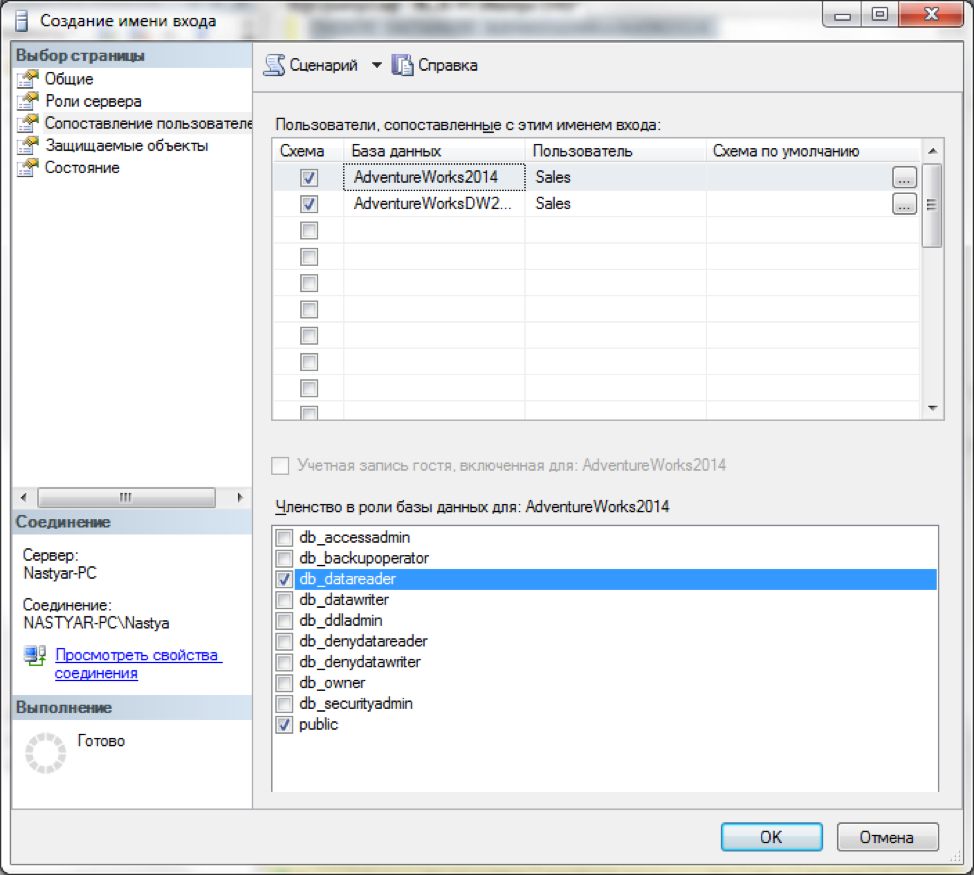 Создание имени входа
Выбор страницы
Общие
Роли сервера
Сопоставление пользователе
Защищаемые объекты
Состояние
Сценарий
Справка
Пользователи, сопоставленные с этим именем входа:
Схема База данных Пользователь Схема по умолчанию
AdventureWorks2014 Sales ...
AdventureWorksDW2... Sales ...
Учетная запись гостя, включенная для: AdventureWorks2014
Членство в роли базы данных для: AdventureWorks2014
db_accessadmin
db_backupoperator
db_datareader
db_datawriter
db_ddladmin
db_denydatareader
db_denydatawriter
db_owner
db_securityadmin
public
Соединение
Сервер:
Nastyar-PC
Соединение:
NASTYAR-PC\Nastya
Просмотреть свойства
соединения
Выполнение
Готово
OK Отмена